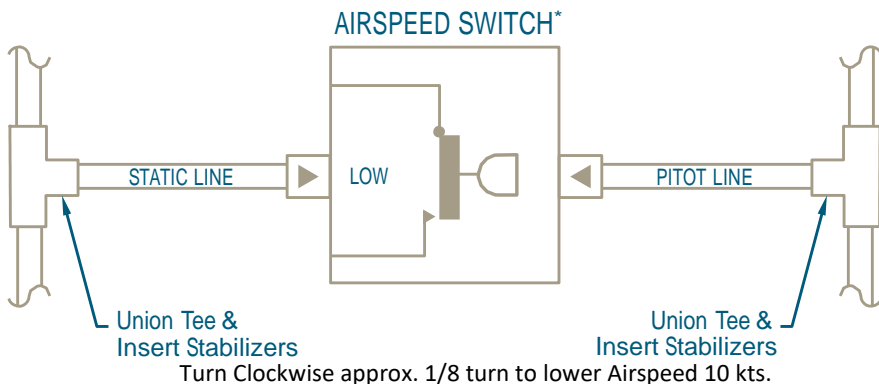 AIRSPEED SWITCH*
STATIC LINE
LOW
PITOT LINE
Union Tee &
Insert Stabilizers
Union Tee &
Insert Stabilizers
Turn Clockwise approx. 1/8 turn to lower Airspeed 10 kts.